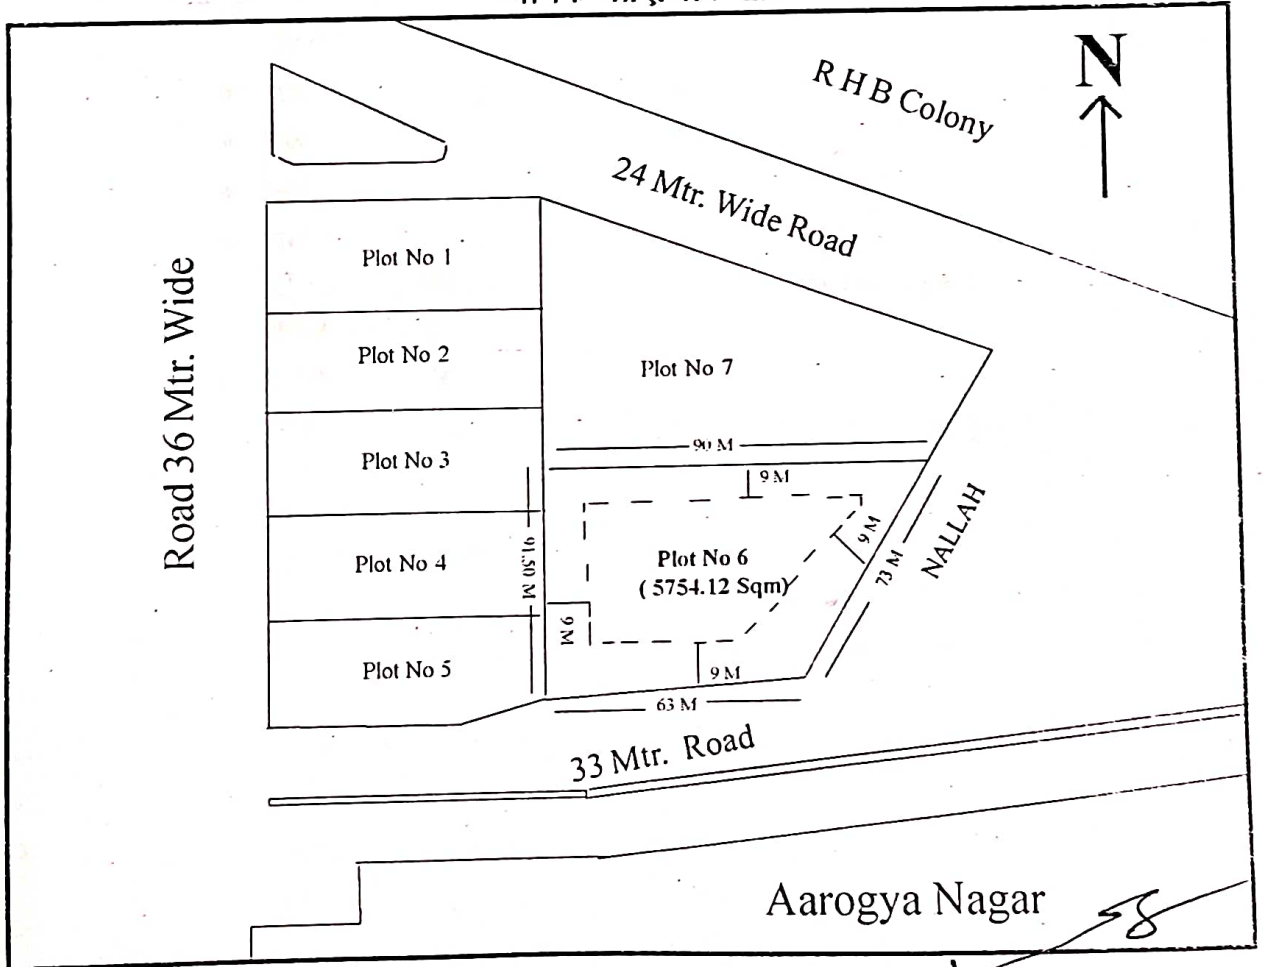 N
R H B Colony
24 Mtr. Wide Road
Road 36 Mtr. Wide
Plot No 1
Plot No 2
Plot No 3
Plot No 4
Plot No 5
Plot No 7
90 M
9 M
9 M
73 M
NALLAH
91.50 M
Plot No 6
( 5754.12 Sqm)
9 M
9 M
63 M
33 Mtr. Road
Aarogya Nagar